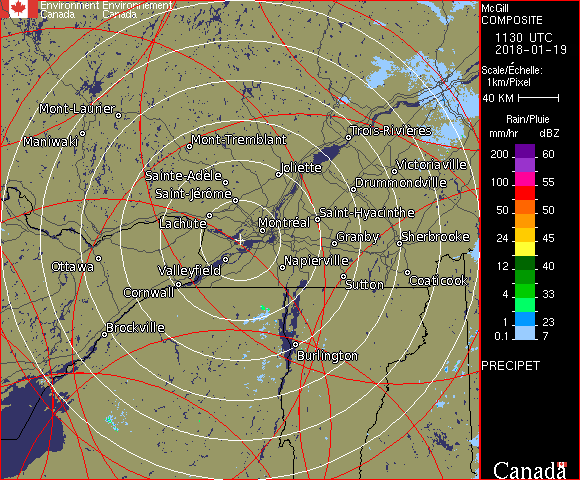 Environment Environnement
Canada Canada
McGill
COMPOSITE
1130 UTC
2018-01-19
Scale/Échelle:
1km/Pixel
40 KM
Rain/Pluie
mm/hr dBZ
200 60
150 57
100 55
50 50
24 45
12 40
4 33
1 23
0.1 7
PRECIPET
Canada
Mont-Laurier
Maniwaki
Mont-Tremblant
Trois-Rivières
Sainte-Adèle
Joliette
Victoriaville
Saint-Jérôme
Drummondville
Lachute
Montréal
Saint-Hyacinthe
Granby
Sherbrooke
Ottawa
Valleyfield
Napierville
Cornwall
Sutton
Coaticook
Brockville
Burlington